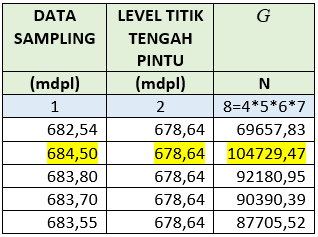 DATA SAMPLING LEVEL TITIK TENGAH PINTU G
(mdpl) (mdpl) N
1 2 8=4*5*6*7
682,54 678,64 69657,83
684,50 678,64 104729,47
683,80 678,64 92180,95
683,70 678,64 90390,39
683,55 678,64 87705,52